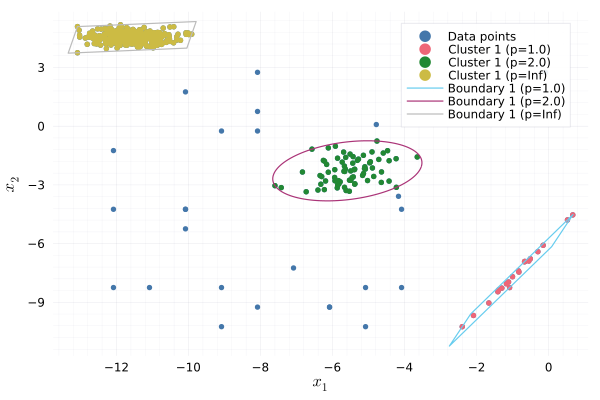 Data points
Cluster 1 (p=1.0)
Cluster 1 (p=2.0)
Cluster 1 (p=Inf)
Boundary 1 (p=1.0)
Boundary 1 (p=2.0)
Boundary 1 (p=Inf)
3
0
−3
−6
−9
x₂
−12 −10 −8 −6 −4 −2 0
x₁